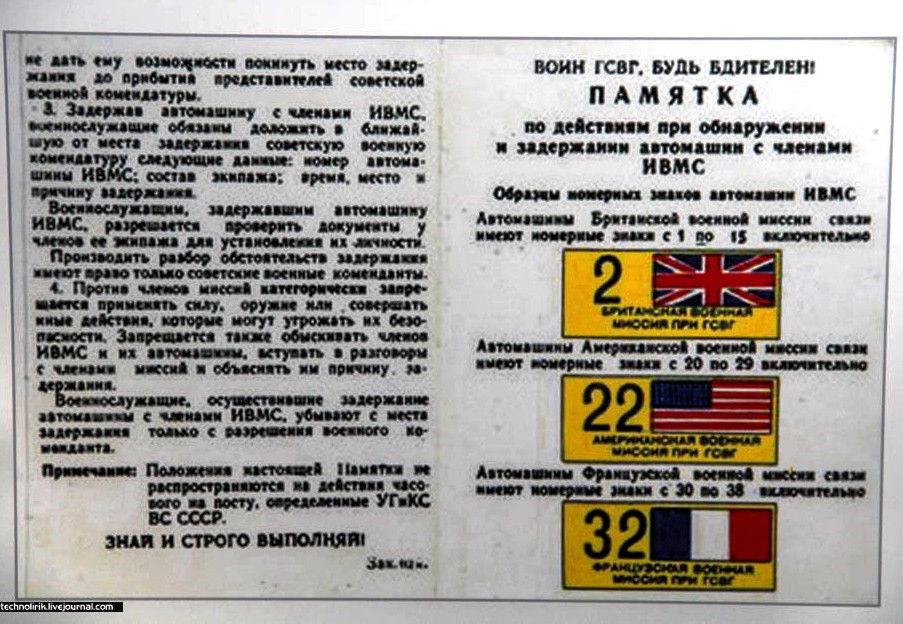 не дать ему возможности покинуть место задер-
жания до прибытия представителей советской
военной комендатуры.
3. Задержав автомашину с членами ИВМС,
военнослужащие обязаны доложить в ближай-
шую от места задержания советскую военную
комендатуру следующие данные: номер автома-
шины ИВМС; состав экипажа; время, место и
причину задержания.
Военнослужащим, задержавшим автомашину
ИВМС, разрешается проверить документы у
членов ее экипажа для установления их личности.
Производить разбор обстоятельств задержания
имеют право только советские военные коменданты.
4. Против членов миссий категорически запре-
щается применять силу, оружие или совершать
иные действия, которые могут угрожать их безо-
пасности. Запрещается также обыскивать членов
ИВМС и их автомашины, вступать в разговоры
с членами миссий и объяснять им причину за-
держания.
Военнослужащие, осуществившие задержание
автомашины с членами ИВМС, убывают с места
задержания только с разрешения военного ко-
менданта.
Примечание: Положения настоящей Памятки не
распространяются на действия часо-
вого на посту, определенные УГиКС
ВС СССР.
ЗНАЙ И СТРОГО ВЫПОЛНЯЙ!
Зак.
ВОИН ГСВГ, БУДЬ БДИТЕЛЕН!
ПАМЯТКА
по действиям при обнаружении
и задержании автомашин с членами
ИВМС
Образцы номерных знаков автомашин ИВМС
Автомашины Британской военной миссии связи
имеют номерные знаки с 1 по 15 включительно
2
БРИТАНСКАЯ ВОЕННАЯ
МИССИЯ ПРИ ГСВГ
Автомашины Американской военной миссии связи
имеют номерные знаки с 20 по 29 включительно
22
АМЕРИКАНСКАЯ ВОЕННАЯ
МИССИЯ ПРИ ГСВГ
Автомашины Французской военной миссии связи
имеют номерные знаки с 30 по 38 включительно
32
ФРАНЦУЗСКАЯ ВОЕННАЯ
МИССИЯ ПРИ ГСВГ
technolirik.livejournal.com